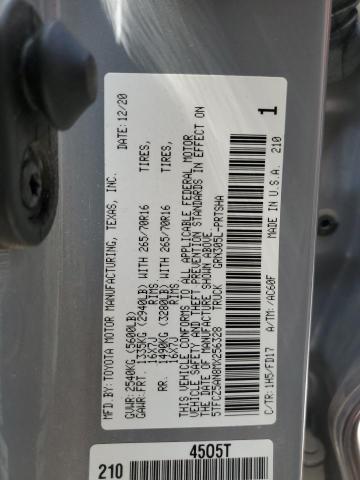 MFD. BY: TOYOTA MOTOR MANUFACTURING, TEXAS, INC. 12/20
GVWR: 2540KG (5600LB)
GAWR: FRT. 1335KG (2940LB) WITH 265/70R16 TIRES,
16X7J RIMS
RR. 1490KG (3280LB) WITH 265/70R16 TIRES,
16X7J RIMS
THIS VEHICLE CONFORMS TO ALL APPLICABLE FEDERAL MOTOR
VEHICLE SAFETY AND THEFT PREVENTION STANDARDS IN EFFECT ON
THE DATE OF MANUFACTURE SHOWN ABOVE.
5TFCZ5AN8MX256328 TRUCK GRN305L-PRTSHA
C/TR: 1H5/FD17 A/TM: /AC60F MADE IN U.S.A. 210
1
4505T
210